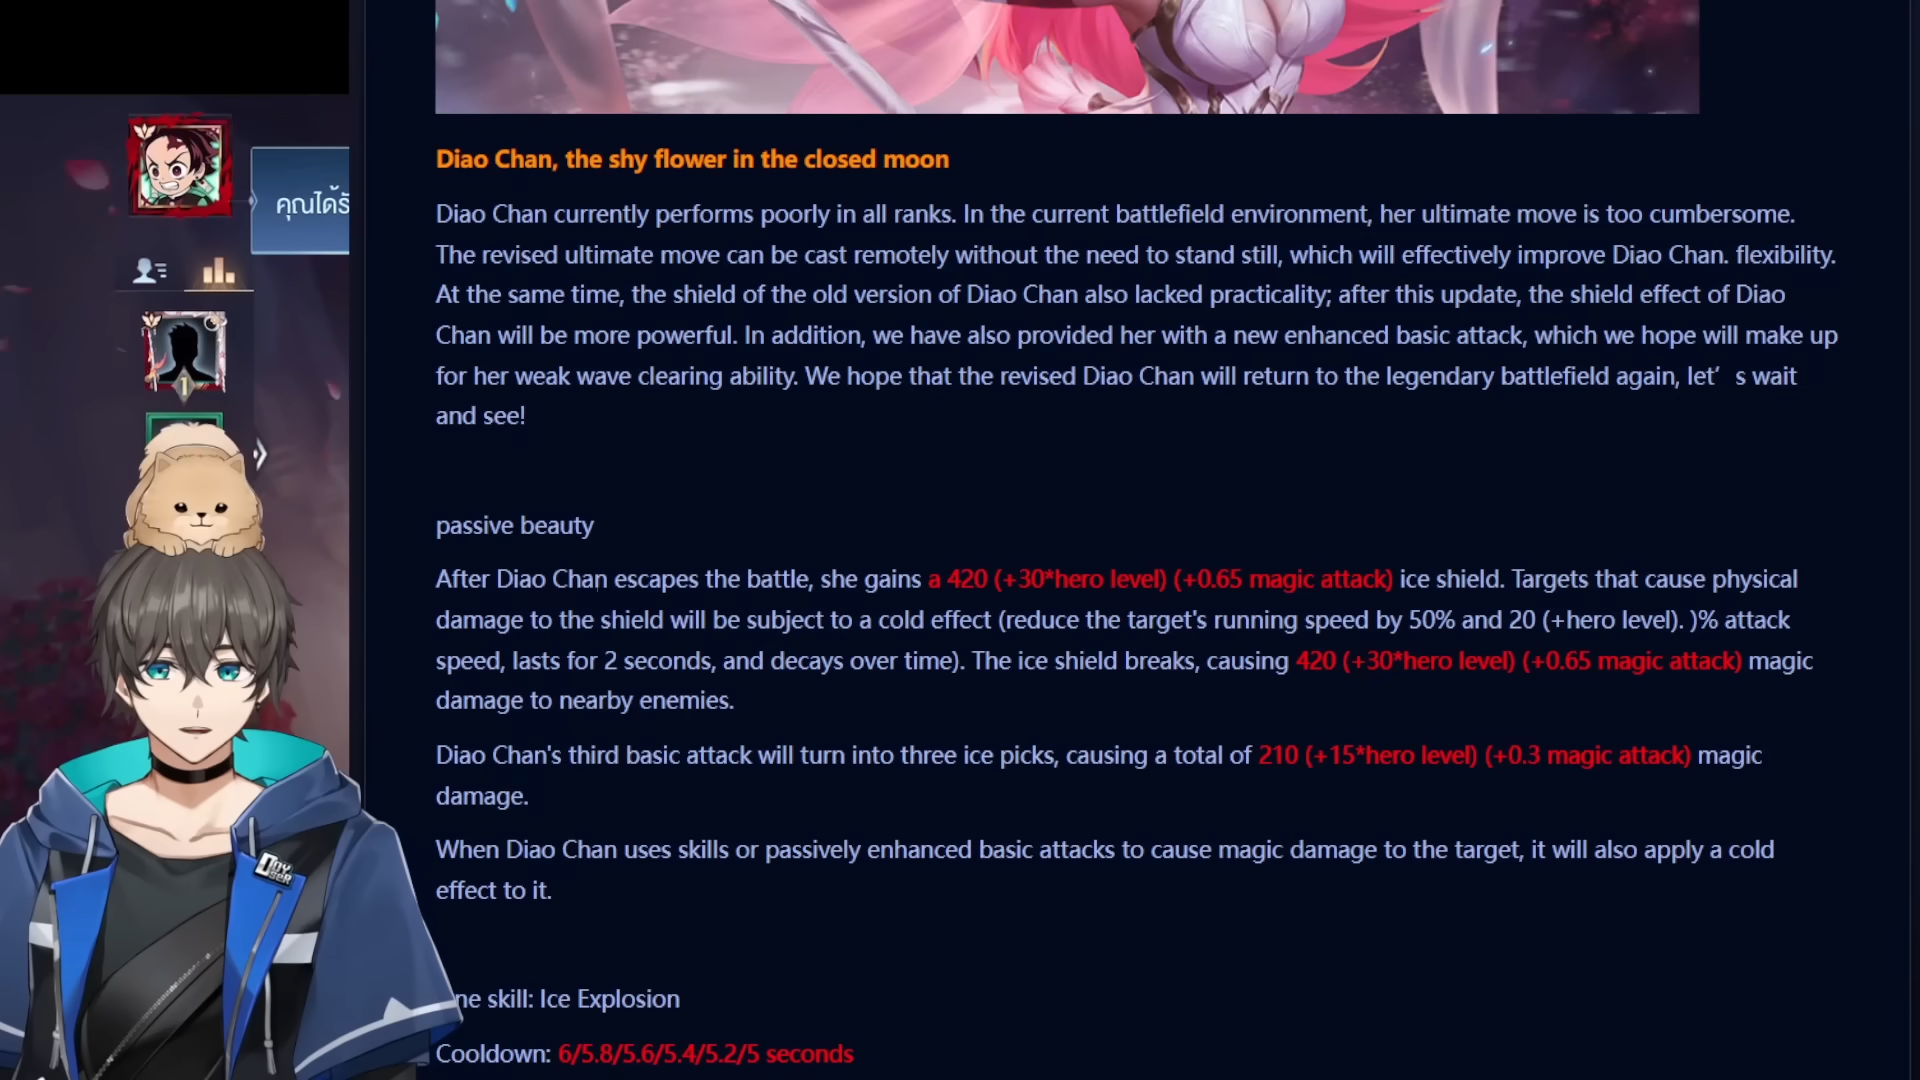 คุณได้รั
1
Diao Chan, the shy flower in the closed moon
Diao Chan currently performs poorly in all ranks. In the current battlefield environment, her ultimate move is too cumbersome.
The revised ultimate move can be cast remotely without the need to stand still, which will effectively improve Diao Chan. flexibility.
At the same time, the shield of the old version of Diao Chan also lacked practicality; after this update, the shield effect of Diao
Chan will be more powerful. In addition, we have also provided her with a new enhanced basic attack, which we hope will make up
for her weak wave clearing ability. We hope that the revised Diao Chan will return to the legendary battlefield again, let’ s wait
and see!
passive beauty
After Diao Chan escapes the battle, she gains a 420 (+30*hero level) (+0.65 magic attack) ice shield. Targets that cause physical
damage to the shield will be subject to a cold effect (reduce the target's running speed by 50% and 20 (+hero level). )% attack
speed, lasts for 2 seconds, and decays over time). The ice shield breaks, causing 420 (+30*hero level) (+0.65 magic attack) magic
damage to nearby enemies.
Diao Chan's third basic attack will turn into three ice picks, causing a total of 210 (+15*hero level) (+0.3 magic attack) magic
damage.
When Diao Chan uses skills or passively enhanced basic attacks to cause magic damage to the target, it will also apply a cold
effect to it.
ne skill: Ice Explosion
Cooldown: 6/5.8/5.6/5.4/5.2/5 seconds